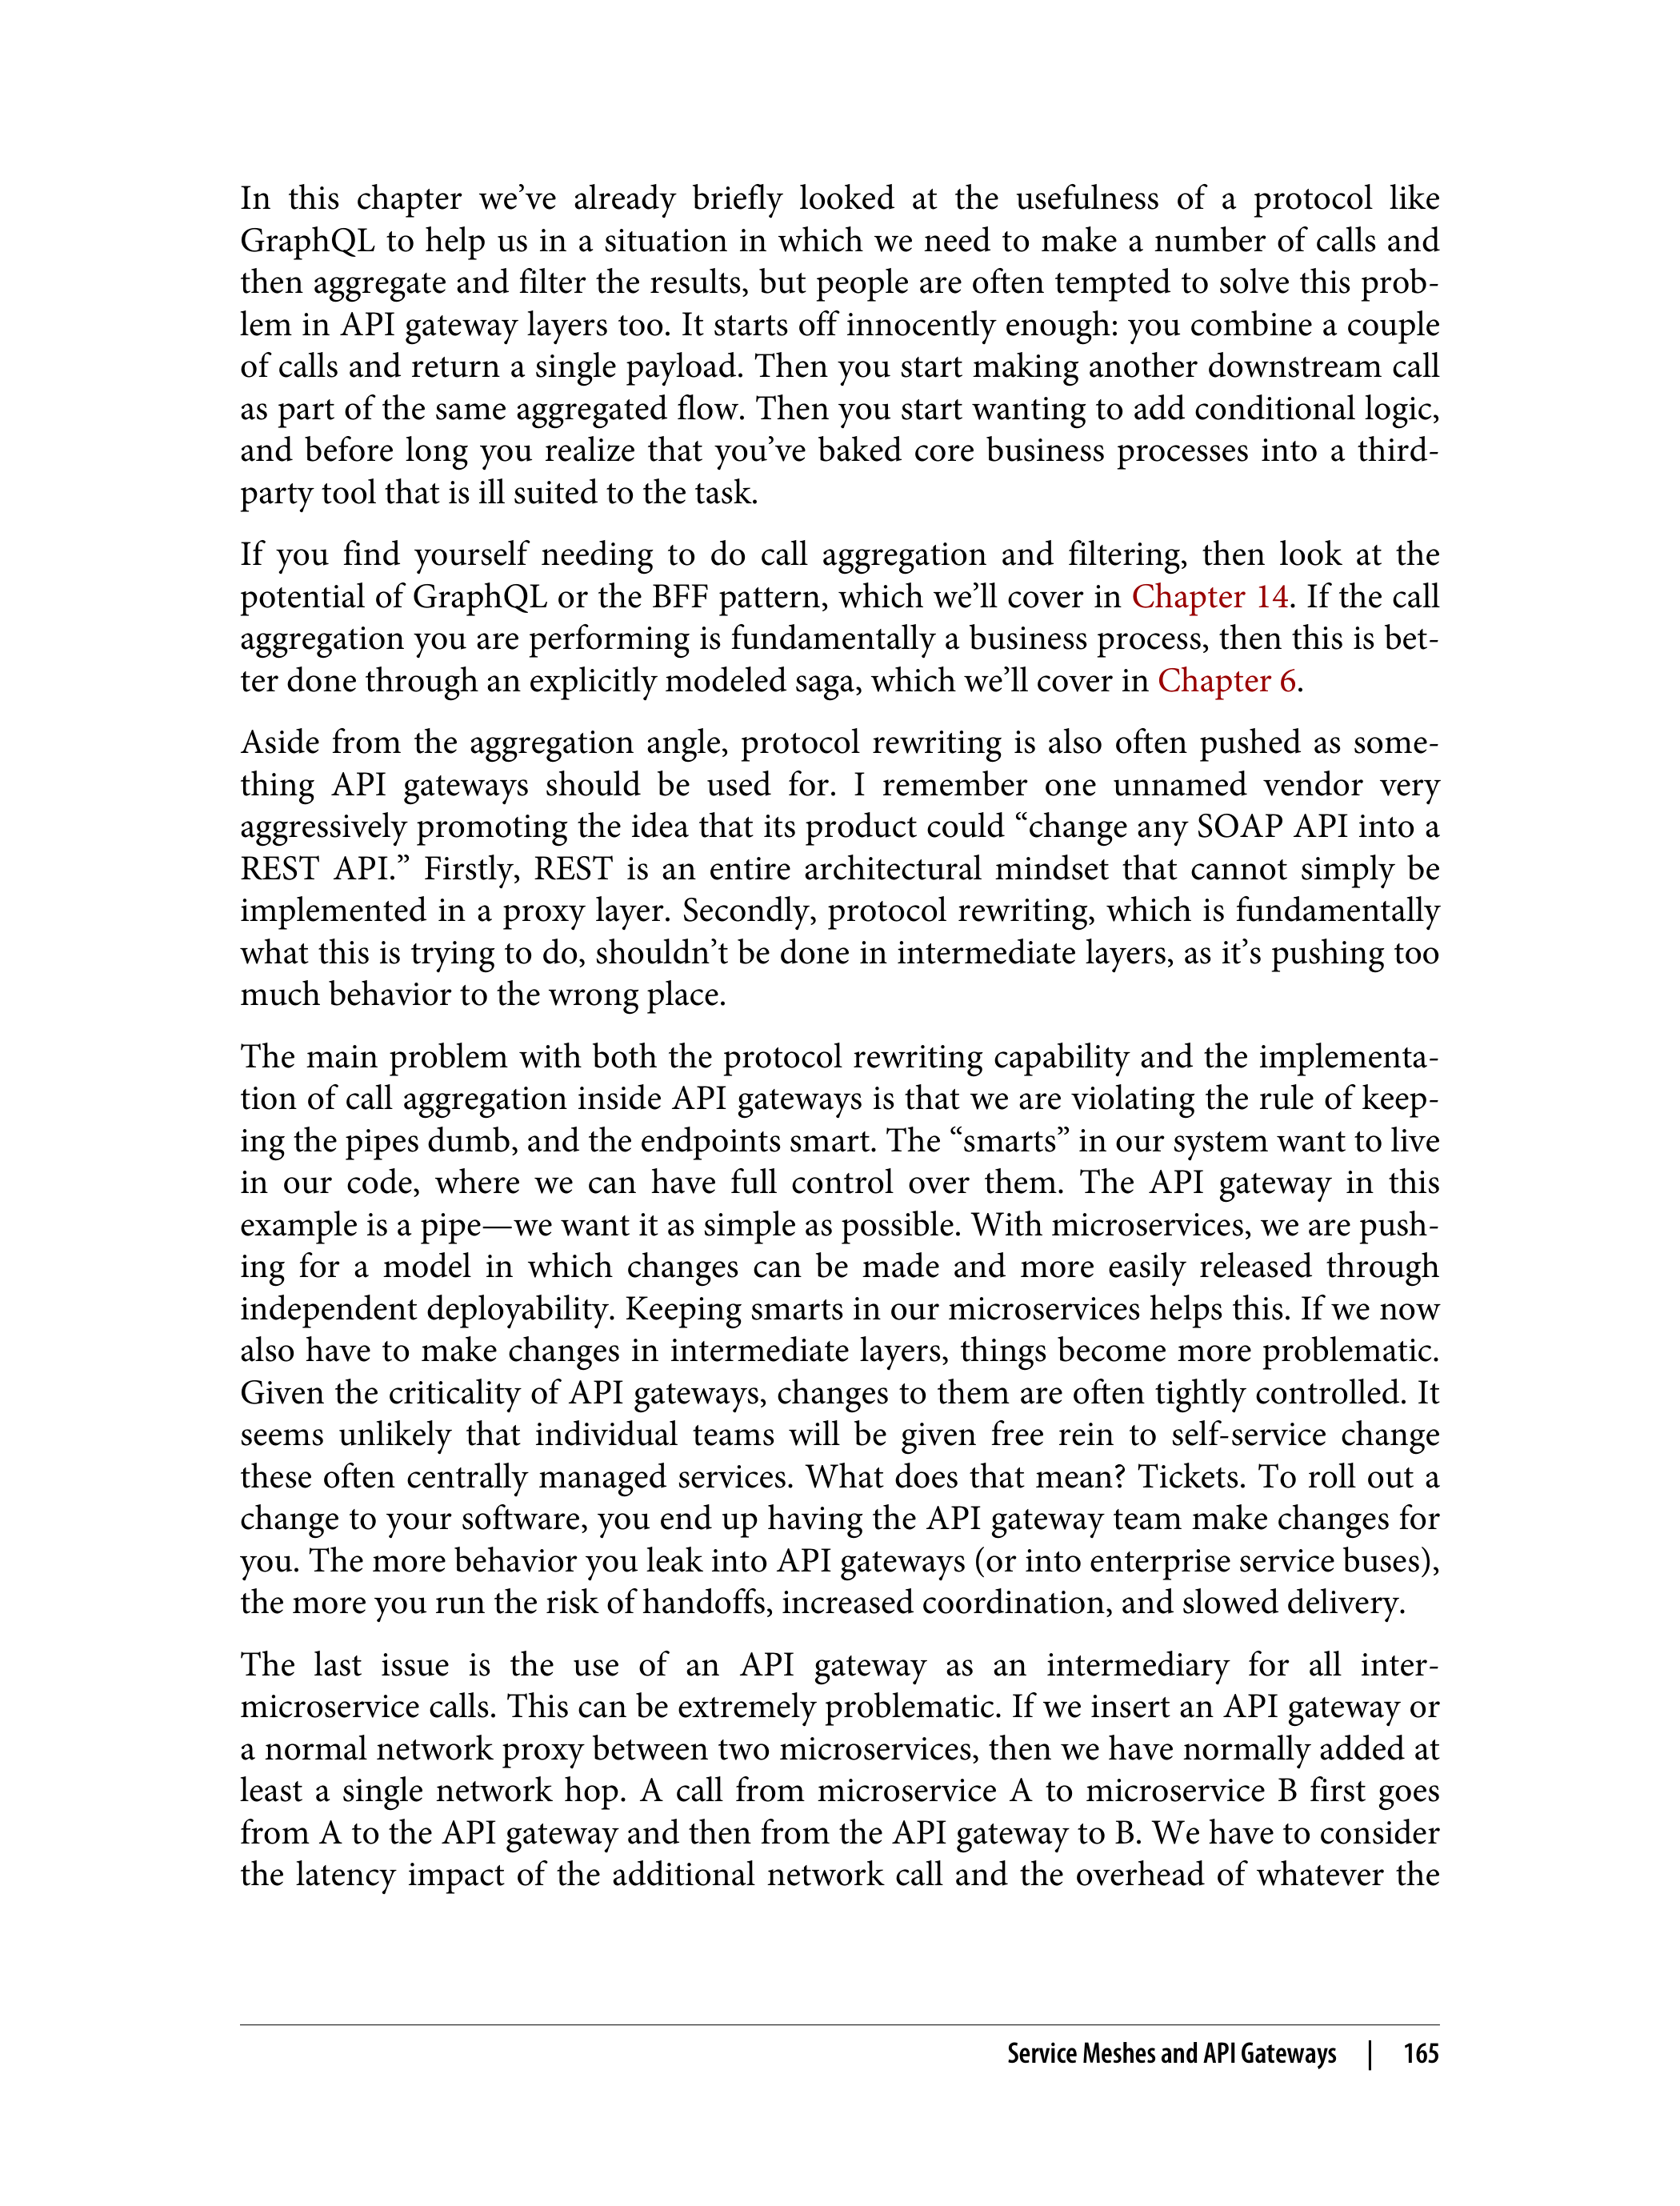 In this chapter we’ve already briefly looked at the usefulness of a protocol like
GraphQL to help us in a situation in which we need to make a number of calls and
then aggregate and filter the results, but people are often tempted to solve this prob-
lem in API gateway layers too. It starts off innocently enough: you combine a couple
of calls and return a single payload. Then you start making another downstream call
as part of the same aggregated flow. Then you start wanting to add conditional logic,
and before long you realize that you’ve baked core business processes into a third-
party tool that is ill suited to the task.
If you find yourself needing to do call aggregation and filtering, then look at the
potential of GraphQL or the BFF pattern, which we’ll cover in Chapter 14. If the call
aggregation you are performing is fundamentally a business process, then this is bet-
ter done through an explicitly modeled saga, which we’ll cover in Chapter 6.
Aside from the aggregation angle, protocol rewriting is also often pushed as some-
thing API gateways should be used for. I remember one unnamed vendor very
aggressively promoting the idea that its product could “change any SOAP API into a
REST API.” Firstly, REST is an entire architectural mindset that cannot simply be
implemented in a proxy layer. Secondly, protocol rewriting, which is fundamentally
what this is trying to do, shouldn’t be done in intermediate layers, as it’s pushing too
much behavior to the wrong place.
The main problem with both the protocol rewriting capability and the implementa-
tion of call aggregation inside API gateways is that we are violating the rule of keep-
ing the pipes dumb, and the endpoints smart. The “smarts” in our system want to live
in our code, where we can have full control over them. The API gateway in this
example is a pipe—we want it as simple as possible. With microservices, we are push-
ing for a model in which changes can be made and more easily released through
independent deployability. Keeping smarts in our microservices helps this. If we now
also have to make changes in intermediate layers, things become more problematic.
Given the criticality of API gateways, changes to them are often tightly controlled. It
seems unlikely that individual teams will be given free rein to self-service change
these often centrally managed services. What does that mean? Tickets. To roll out a
change to your software, you end up having the API gateway team make changes for
you. The more behavior you leak into API gateways (or into enterprise service buses),
the more you run the risk of handoffs, increased coordination, and slowed delivery.
The last issue is the use of an API gateway as an intermediary for all inter-
microservice calls. This can be extremely problematic. If we insert an API gateway or
a normal network proxy between two microservices, then we have normally added at
least a single network hop. A call from microservice A to microservice B first goes
from A to the API gateway and then from the API gateway to B. We have to consider
the latency impact of the additional network call and the overhead of whatever the
Service Meshes and API Gateways | 165